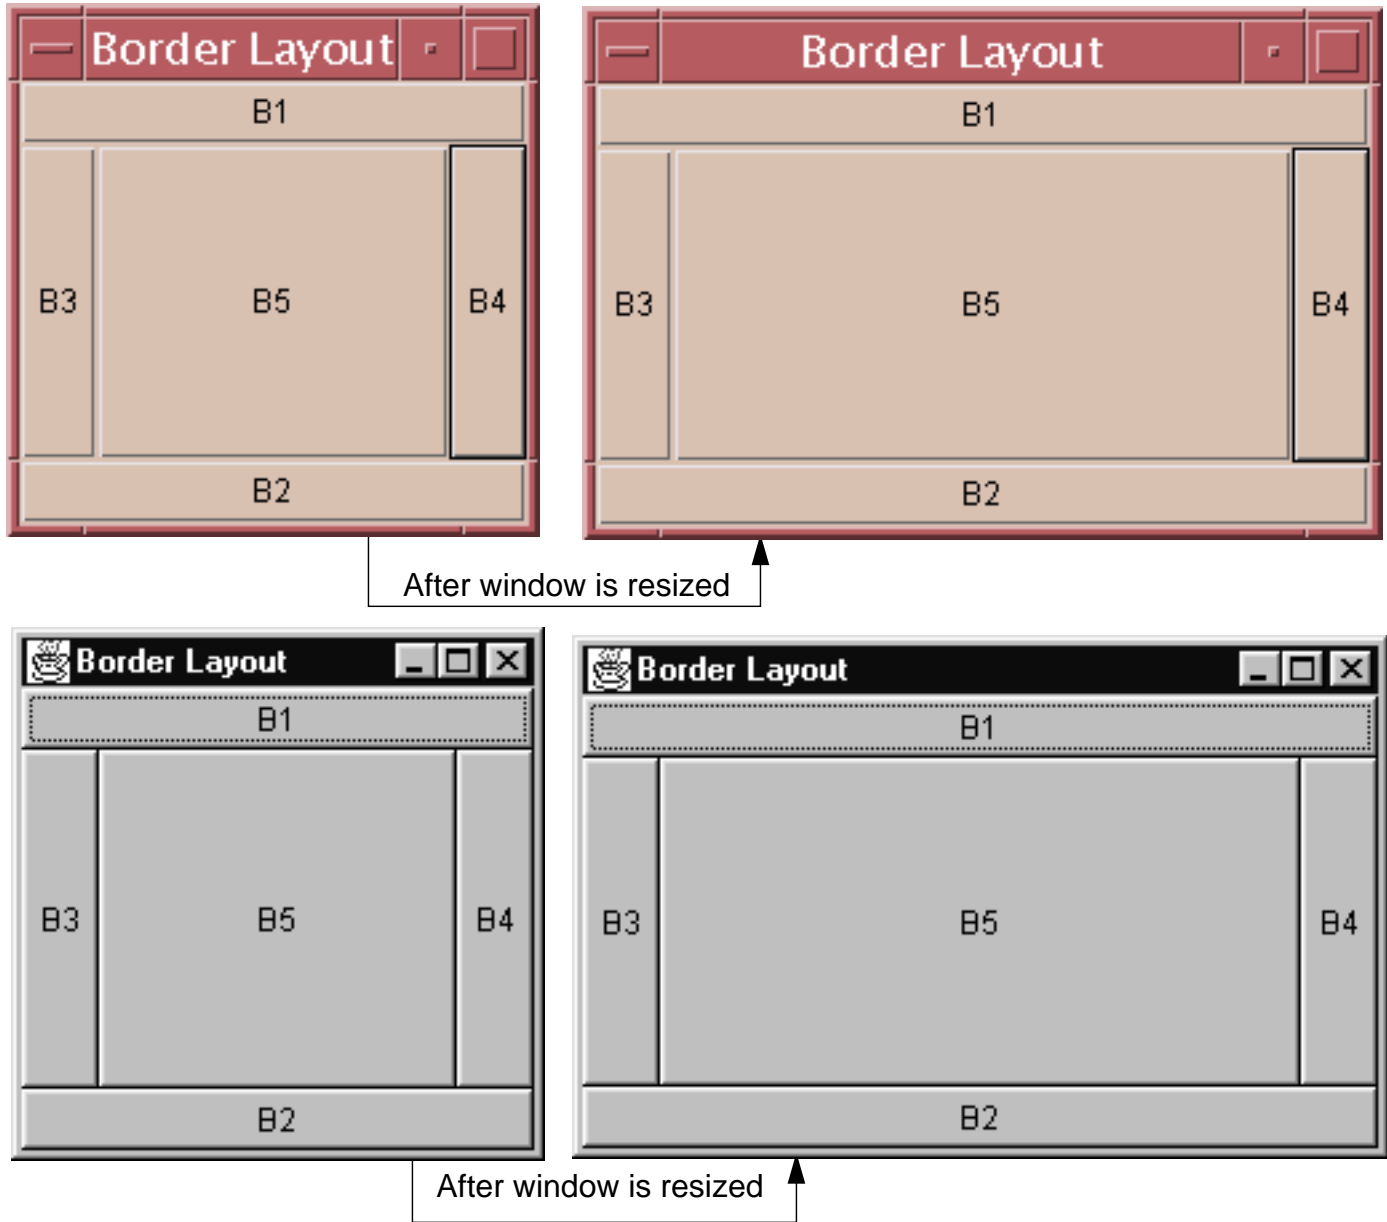 Border Layout
B1
B3 B5 B4
B2
Border Layout
B1
B3 B5 B4
B2
After window is resized
Border Layout
B1
B3 B5 B4
B2
Border Layout
B1
B3 B5 B4
B2
After window is resized